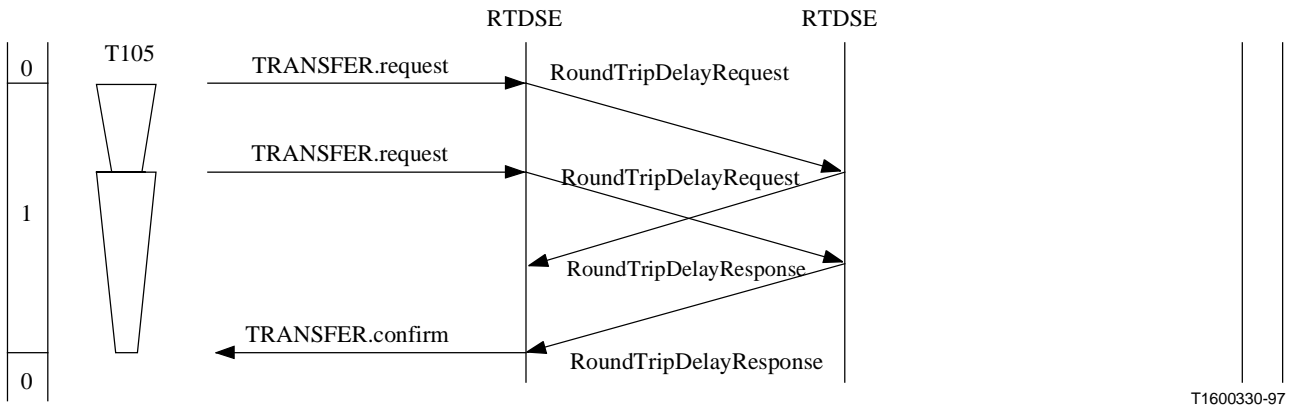 RTDSE RTDSE
T105
0
TRANSFER.request
RoundTripDelayRequest
TRANSFER.request
RoundTripDelayRequest
1
RoundTripDelayResponse
TRANSFER.confirm
RoundTripDelayResponse
0
T1600330-97